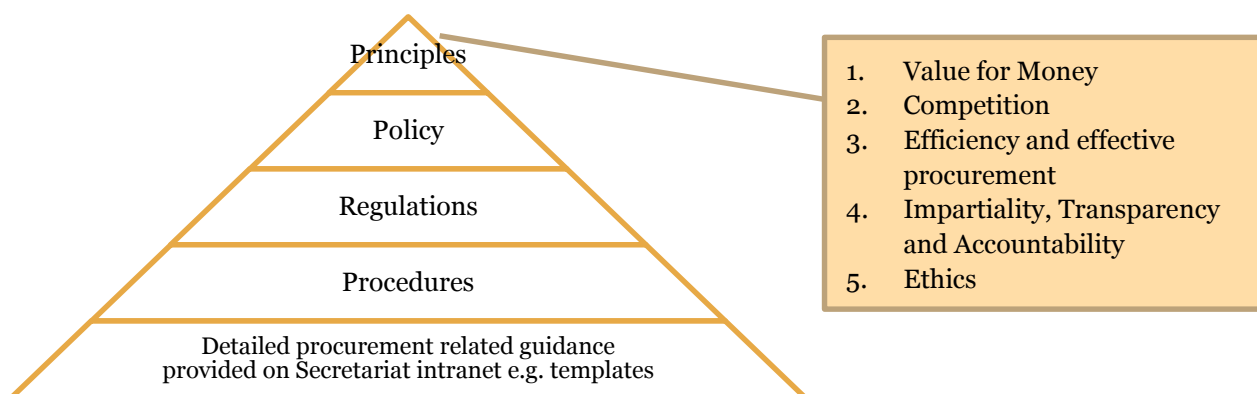 Principles
Policy
Regulations
Procedures
Detailed procurement related guidance
provided on Secretariat intranet e.g. templates
1. Value for Money
2. Competition
3. Efficiency and effective
procurement
4. Impartiality, Transparency
and Accountability
5. Ethics